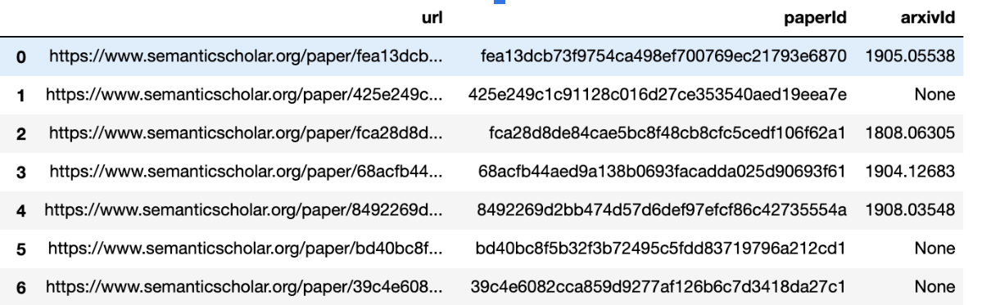 url paperId arxivId
0 https://www.semanticscholar.org/paper/fea13dcb... fea13dcb73f9754ca498ef700769ec21793e6870 1905.05538
1 https://www.semanticscholar.org/paper/425e249c... 425e249c1c91128c016d27ce353540aed19eea7e None
2 https://www.semanticscholar.org/paper/fca28d8d... fca28d8de84cae5bc8f48cb8cfc5cedf106f62a1 1808.06305
3 https://www.semanticscholar.org/paper/68acfb44... 68acfb44aed9a138b0693facadda025d90693f61 1904.12683
4 https://www.semanticscholar.org/paper/8492269d... 8492269d2bb474d57d6def97efcf86c42735554a 1908.03548
5 https://www.semanticscholar.org/paper/bd40bc8f... bd40bc8f5b32f3b72495c5fdd83719796a212cd1 None
6 https://www.semanticscholar.org/paper/39c4e608... 39c4e6082cca859d9277af126b6c7d3418da27c1 None